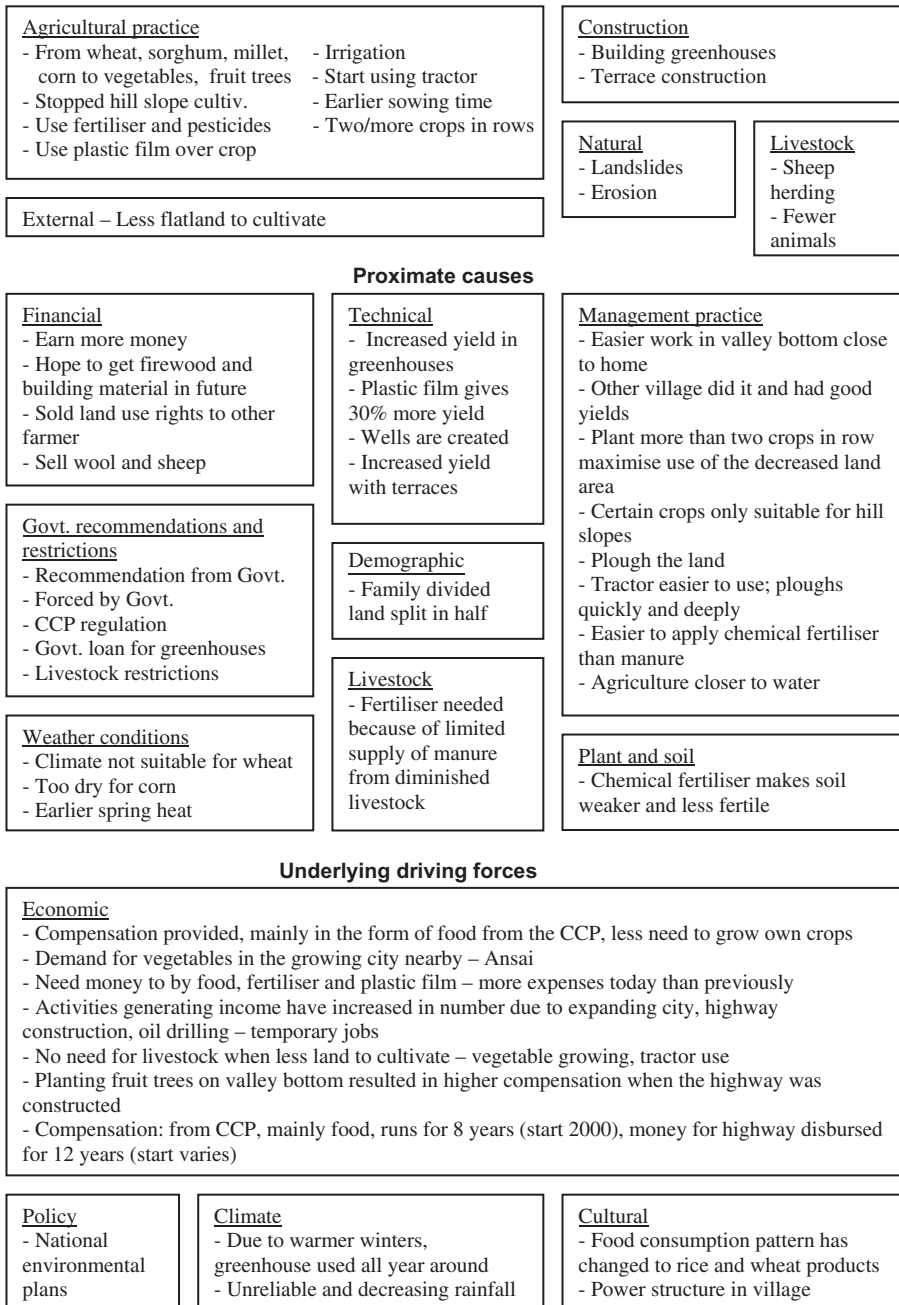 Agricultural practice
- From wheat, sorghum, millet,
corn to vegetables, fruit trees
- Stopped hill slope cultiv.
- Use fertiliser and pesticides
- Use plastic film over crop
- Irrigation
- Start using tractor
- Earlier sowing time
- Two/more crops in rows
Construction
- Building greenhouses
- Terrace construction
Natural
- Landslides
- Erosion
Livestock
- Sheep
herding
- Fewer
animals
External – Less flatland to cultivate
Proximate causes
Financial
- Earn more money
- Hope to get firewood and
building material in future
- Sold land use rights to other
farmer
- Sell wool and sheep
Technical
- Increased yield in
greenhouses
- Plastic film gives
30% more yield
- Wells are created
- Increased yield
with terraces
Management practice
- Easier work in valley bottom close
to home
- Other village did it and had good
yields
- Plant more than two crops in row
maximise use of the decreased land
area
- Certain crops only suitable for hill
slopes
- Plough the land
- Tractor easier to use; ploughs
quickly and deeply
- Easier to apply chemical fertiliser
than manure
- Agriculture closer to water
Govt. recommendations and
restrictions
- Recommendation from Govt.
- Forced by Govt.
- CCP regulation
- Govt. loan for greenhouses
- Livestock restrictions
Demographic
- Family divided
land split in half
Livestock
- Fertiliser needed
because of limited
supply of manure
from diminished
livestock
Weather conditions
- Climate not suitable for wheat
- Too dry for corn
- Earlier spring heat
Plant and soil
- Chemical fertiliser makes soil
weaker and less fertile
Underlying driving forces
Economic
- Compensation provided, mainly in the form of food from the CCP, less need to grow own crops
- Demand for vegetables in the growing city nearby – Ansai
- Need money to by food, fertiliser and plastic film – more expenses today than previously
- Activities generating income have increased in number due to expanding city, highway
construction, oil drilling – temporary jobs
- No need for livestock when less land to cultivate – vegetable growing, tractor use
- Planting fruit trees on valley bottom resulted in higher compensation when the highway was
constructed
- Compensation: from CCP, mainly food, runs for 8 years (start 2000), money for highway disbursed
for 12 years (start varies)
Policy
- National
environmental
plans
Climate
- Due to warmer winters,
greenhouse used all year around
- Unreliable and decreasing rainfall
Cultural
- Food consumption pattern has
changed to rice and wheat products
- Power structure in village